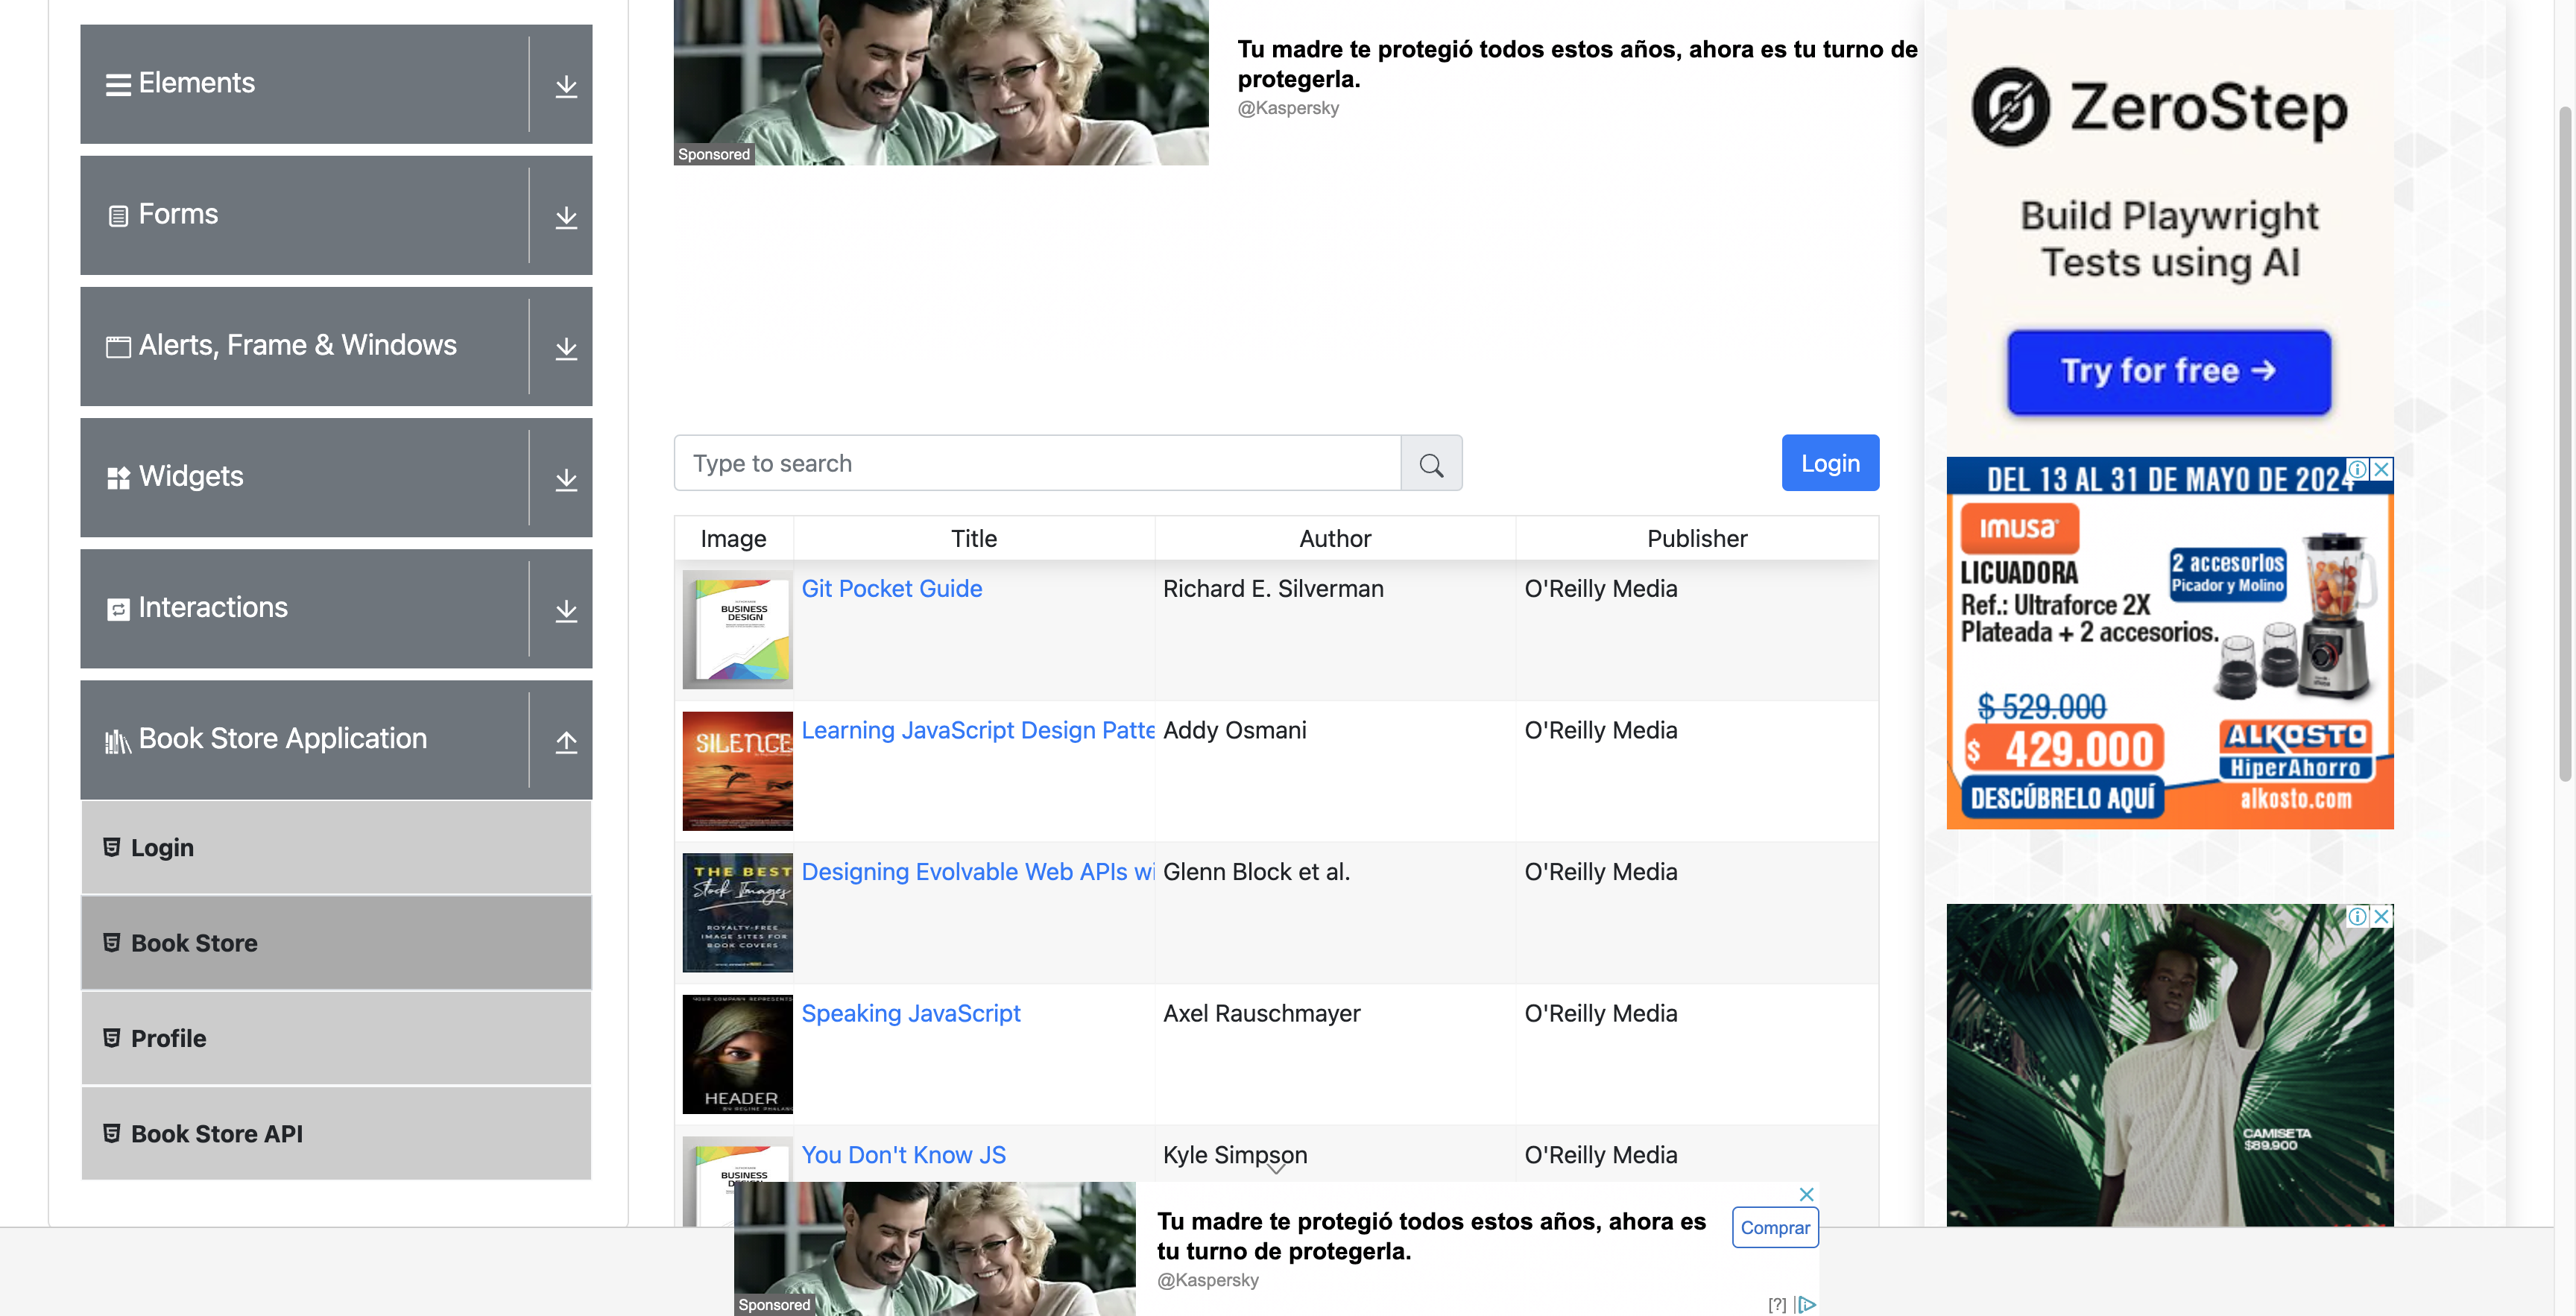 Elements
Forms
Alerts, Frame & Windows
Widgets
Interactions
Book Store Application
Login
Book Store
Profile
Book Store API
Sponsored
Tu madre te protegió todos estos años, ahora es tu turno de
protegerla.
@Kaspersky
Type to search
Login
Image Title Author Publisher
BUSINESS
DESIGN
Git Pocket Guide Richard E. Silverman O'Reilly Media
SILENCE
Learning JavaScript Design Patte Addy Osmani O'Reilly Media
THE BEST
Stock Images
ROYALTY-FREE
IMAGE SITES FOR
BOOK COVERS
Designing Evolvable Web APIs wi Glenn Block et al. O'Reilly Media
HEADER
Speaking JavaScript Axel Rauschmayer O'Reilly Media
BUSINESS
You Don't Know JS Kyle Simpson O'Reilly Media
Sponsored
Tu madre te protegió todos estos años, ahora es
tu turno de protegerla.
@Kaspersky
Comprar
[?]
ZeroStep
Build Playwright
Tests using AI
Try for free →
DEL 13 AL 31 DE MAYO DE 2024
IMUSA
LICUADORA
Ref.: Ultraforce 2X
Plateada + 2 accesorios.
2 accesorios
Picador y Molino
$ 529.000
$ 429.000
DESCÚBRELO AQUÍ
ALKOSTO
HiperAhorro
alkosto.com
CAMISETA
$89.900